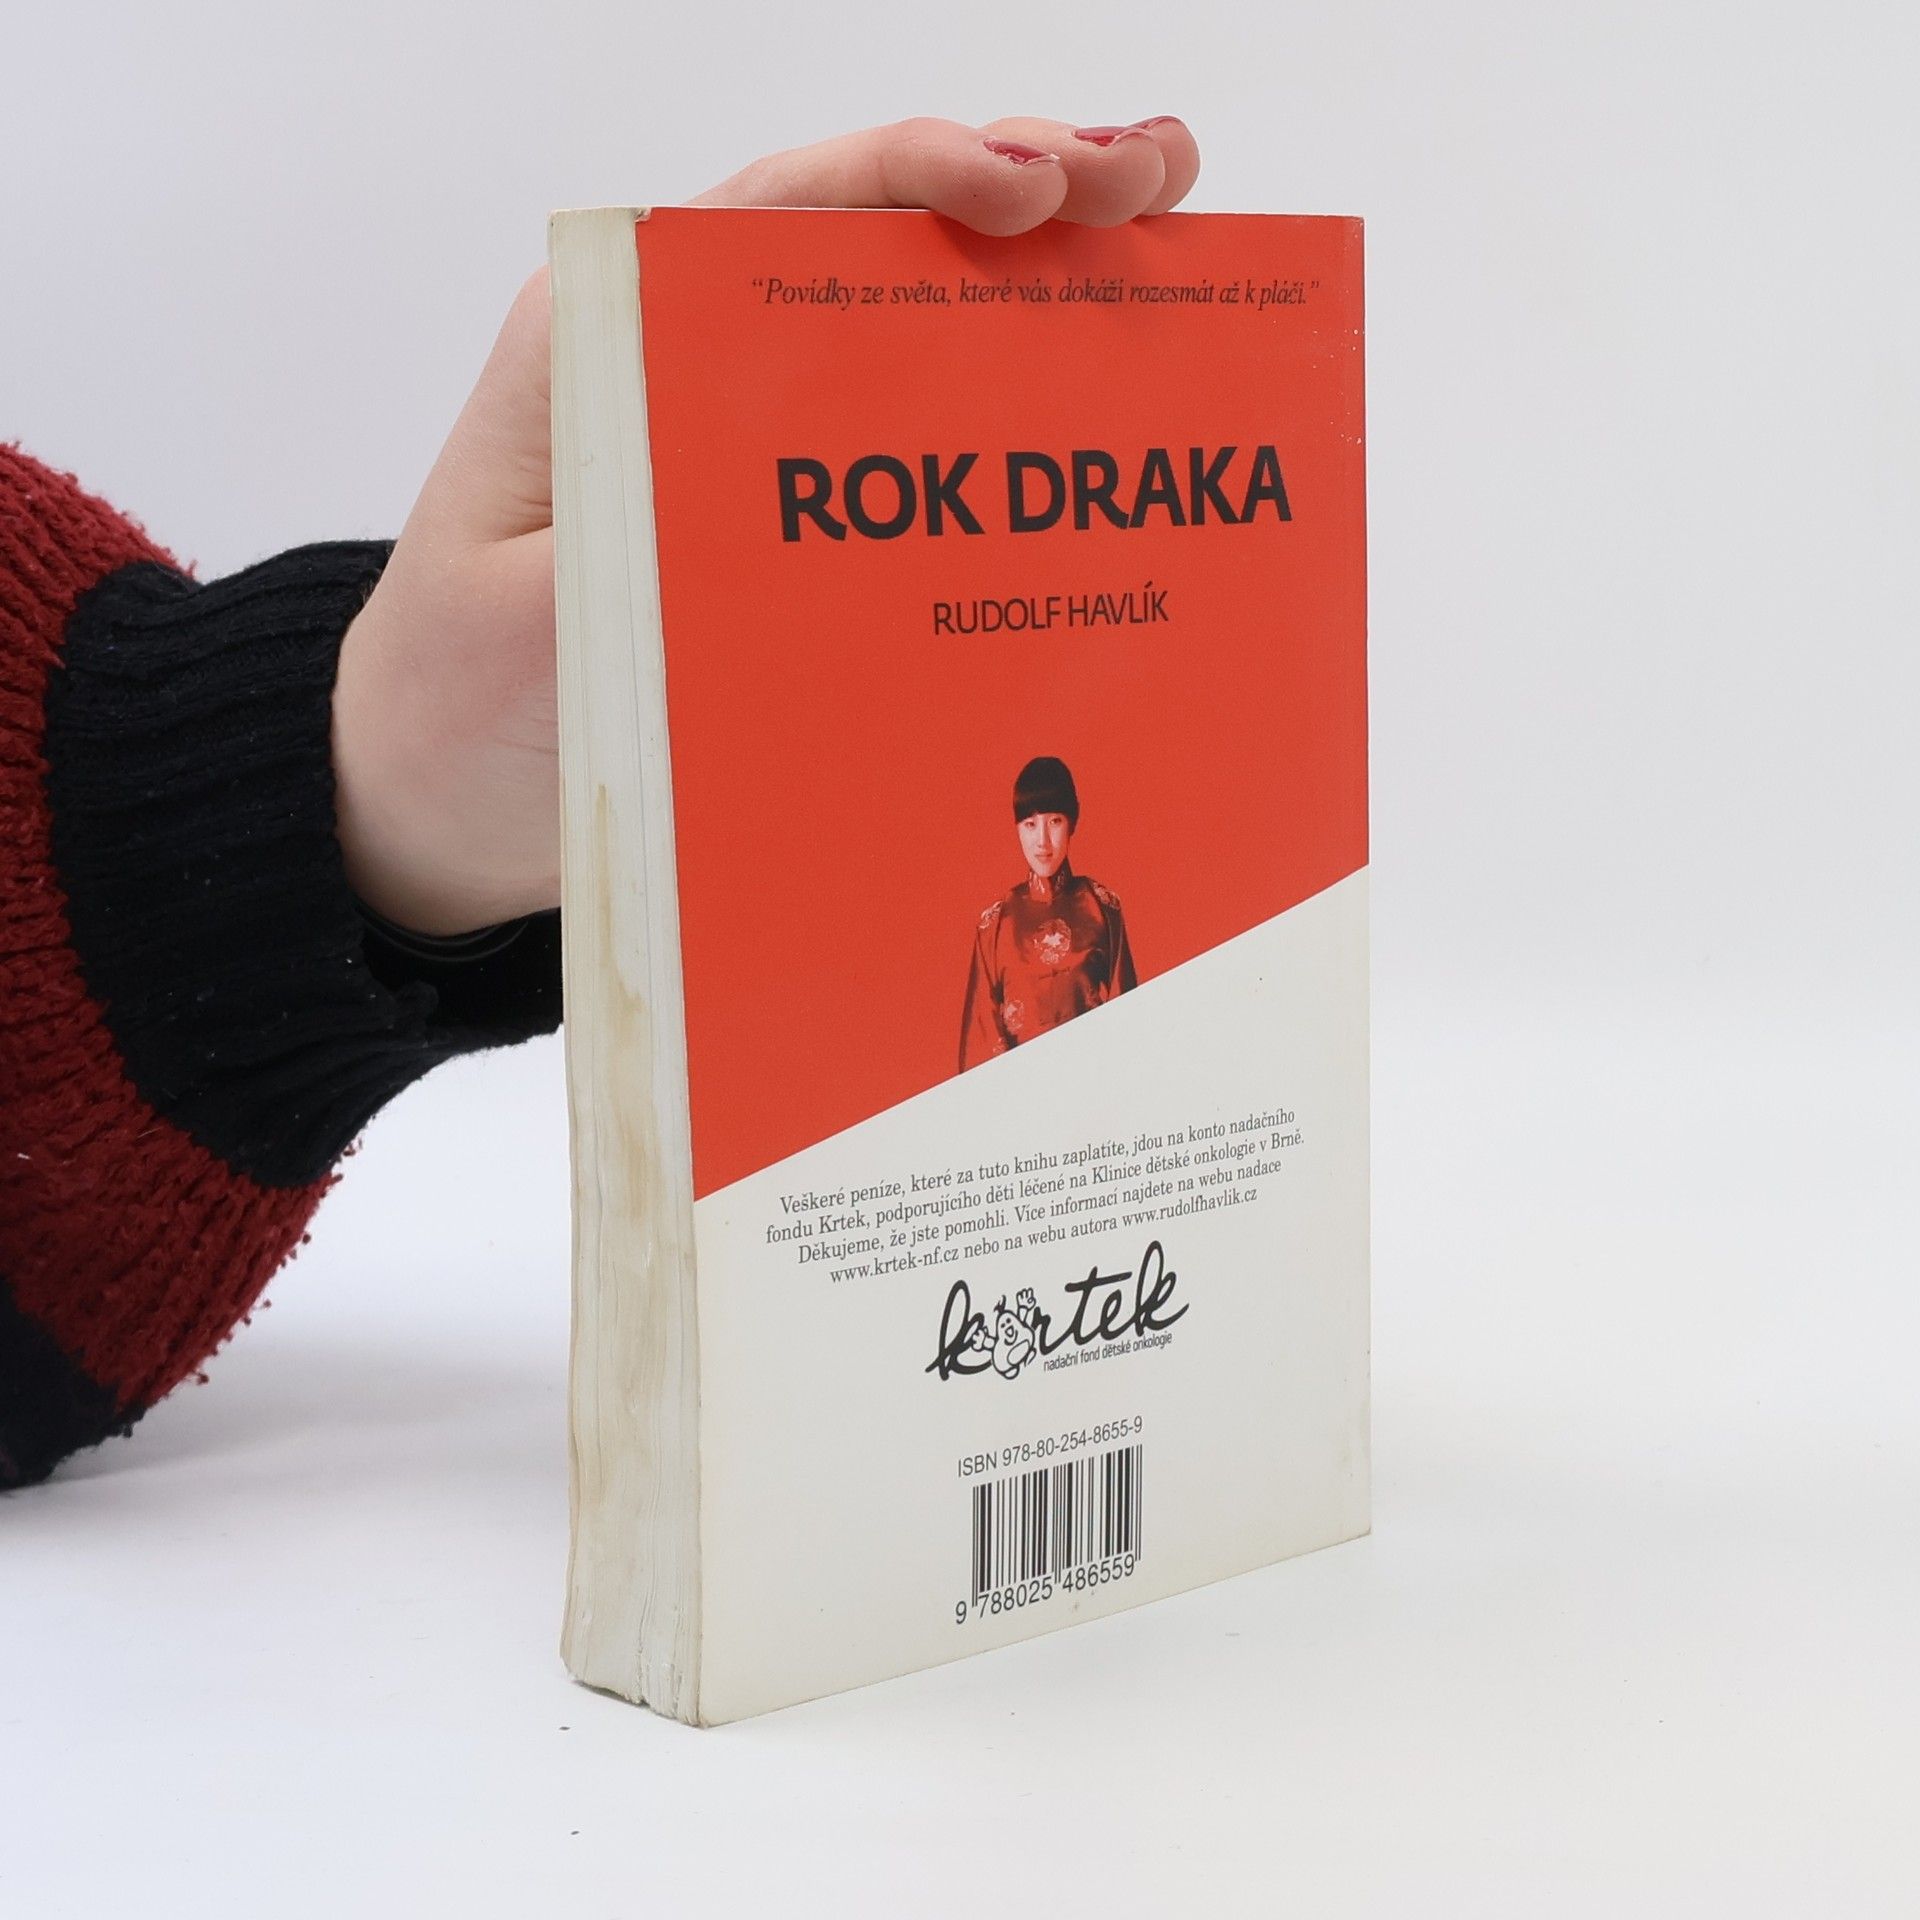 “Povídky ze světa, které vás dokáží rozesmát až k pláči.”
ROK DRAKA
RUDOLF HAVLÍK
Veškeré peníze, které za tuto knihu zaplatíte, jdou na konto nadačního
fondu Krtek, podporujícího děti léčené na Klinice dětské onkologie v Brně.
Děkujeme, že jste pomohli. Více informací najdete na webu nadace
www.krtek-nf.cz nebo na webu autora www.rudolfhavlik.cz
krtek
nadační fond dětské onkologie
ISBN 978-80-254-8655-9
9 788025 486559